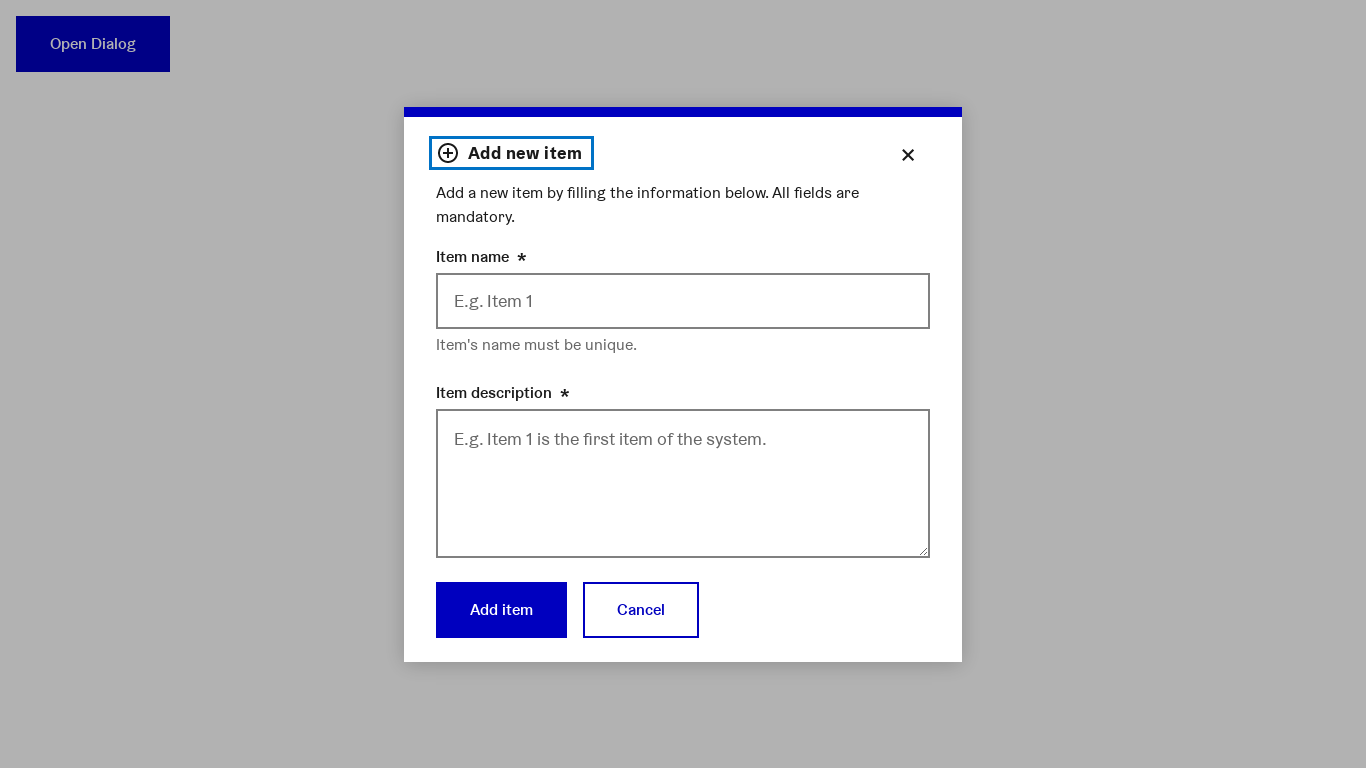 Open Dialog
Add new item
Add a new item by filling the information below. All fields are
mandatory.
Item name *
E.g. Item 1
Item's name must be unique.
Item description *
E.g. Item 1 is the first item of the system.
Add item
Cancel